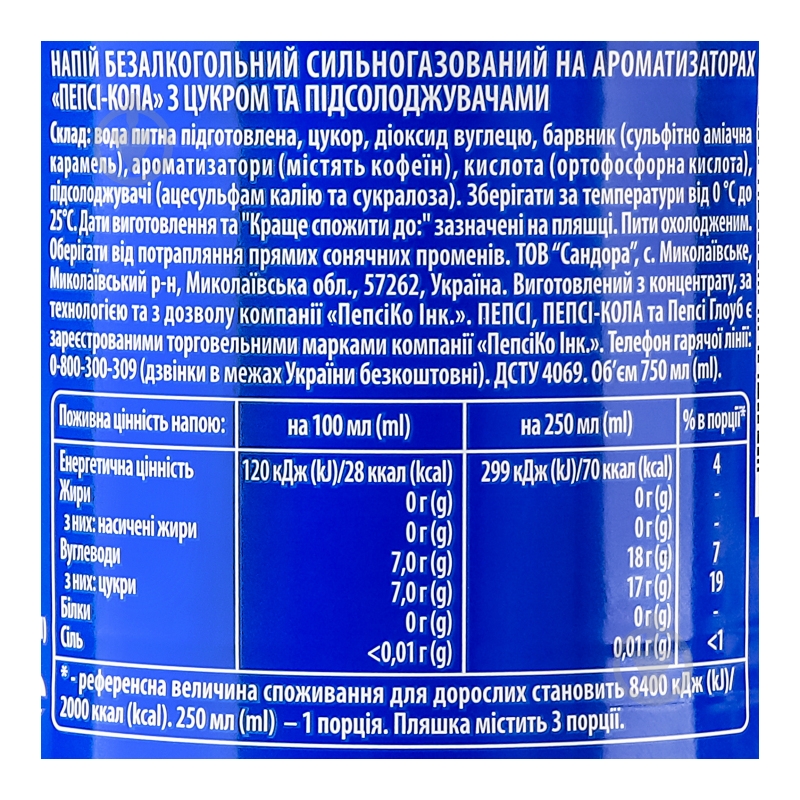 НАПІЙ БЕЗАЛКОГОЛЬНИЙ СИЛЬНОГАЗОВАНИЙ НА АРОМАТИЗАТОРАХ
«ПЕПСІ-КОЛА» З ЦУКРОМ ТА ПІДСОЛОДЖУВАЧАМИ
Склад: вода питна підготовлена, цукор, діоксид вуглецю, барвник (сульфітно аміачна
карамель), ароматизатори (містять кофеїн), кислота (ортофосфорна кислота),
підсолоджувачі (ацесульфам калію та сукралоза). Зберігати за температури від 0 °С до
25°С. Дати виготовлення та "Краще спожити до:" зазначені на пляшці. Пити охолодженим.
Оберігати від потрапляння прямих сонячних променів. ТОВ "Сандора", с. Миколаївське,
Миколаївський р-н, Миколаївська обл., 57262, Україна. Виготовлений з концентрату, за
технологією та з дозволу компанії «ПепсіКо Інк.». ПЕПСІ, ПЕПСІ-КОЛА та Пепсі Глоуб є
зареєстрованими торговельними марками компанії «ПепсіКо Інк.». Телефон гарячої лінії:
0-800-300-309 (дзвінки в межах України безкоштовні). ДСТУ 4069. Об'єм 750 мл (ml).
Поживна цінність напою: на 100 мл (ml) на 250 мл (ml) % в порції*
Енергетична цінність 120 кДж (kJ)/28 ккал (kcal) 299 кДж (kJ)/70 ккал (kcal) 4
Жири 0 г (g) 0 г (g) -
з них: насичені жири 0 г (g) 0 г (g) -
Вуглеводи 7,0 г (g) 18 г (g) 7
з них: цукри 7,0 г (g) 17 г (g) 19
Білки 0 г (g) 0 г (g) -
Сіль <0,01 г (g) 0,01 г (g) <1
* - референсна величина споживання для дорослих становить 8400 кДж (kJ)/
2000 ккал (kcal). 250 мл (ml) – 1 порція. Пляшка містить 3 порції.